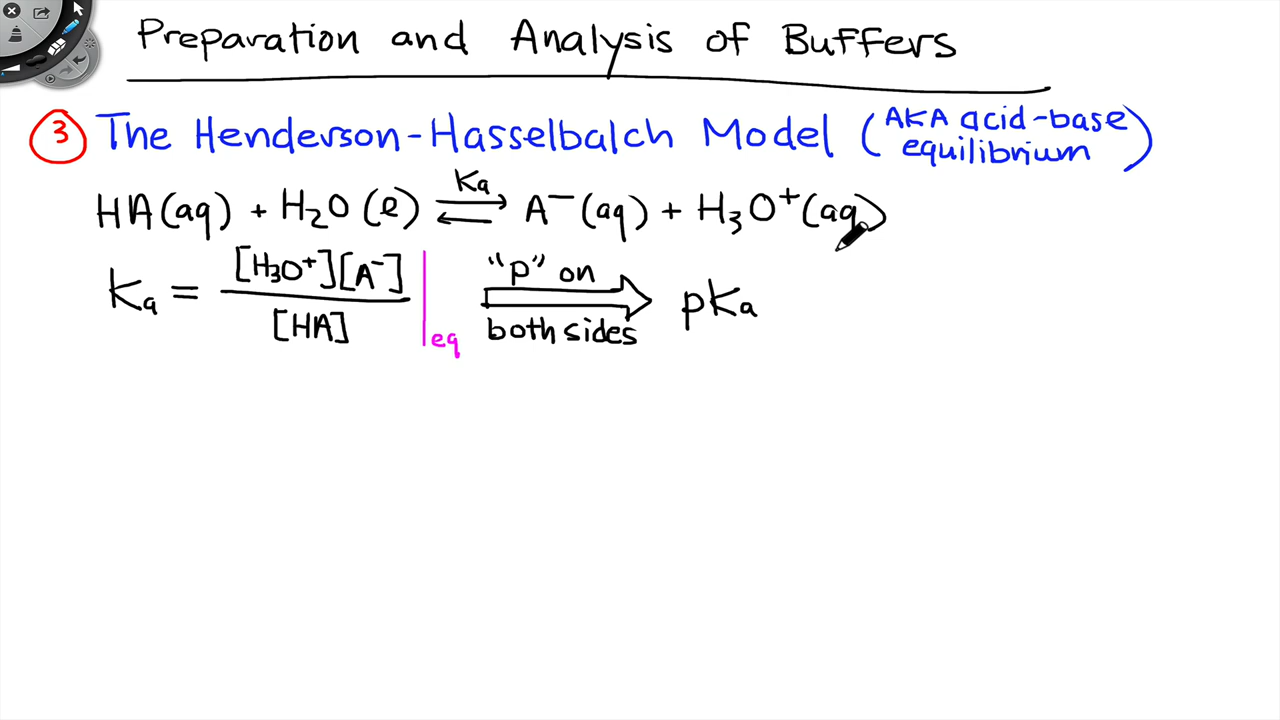 Preparation and Analysis of Buffers
3 The Henderson-Hasselbalch Model (AKA acid-base equilibrium)
HA(aq) + H₂O(ℓ) ⇌ A⁻(aq) + H₃O⁺(aq)
Ka
Ka = [H₃O⁺][A⁻] / [HA] | eq
"p" on
both sides
pKa